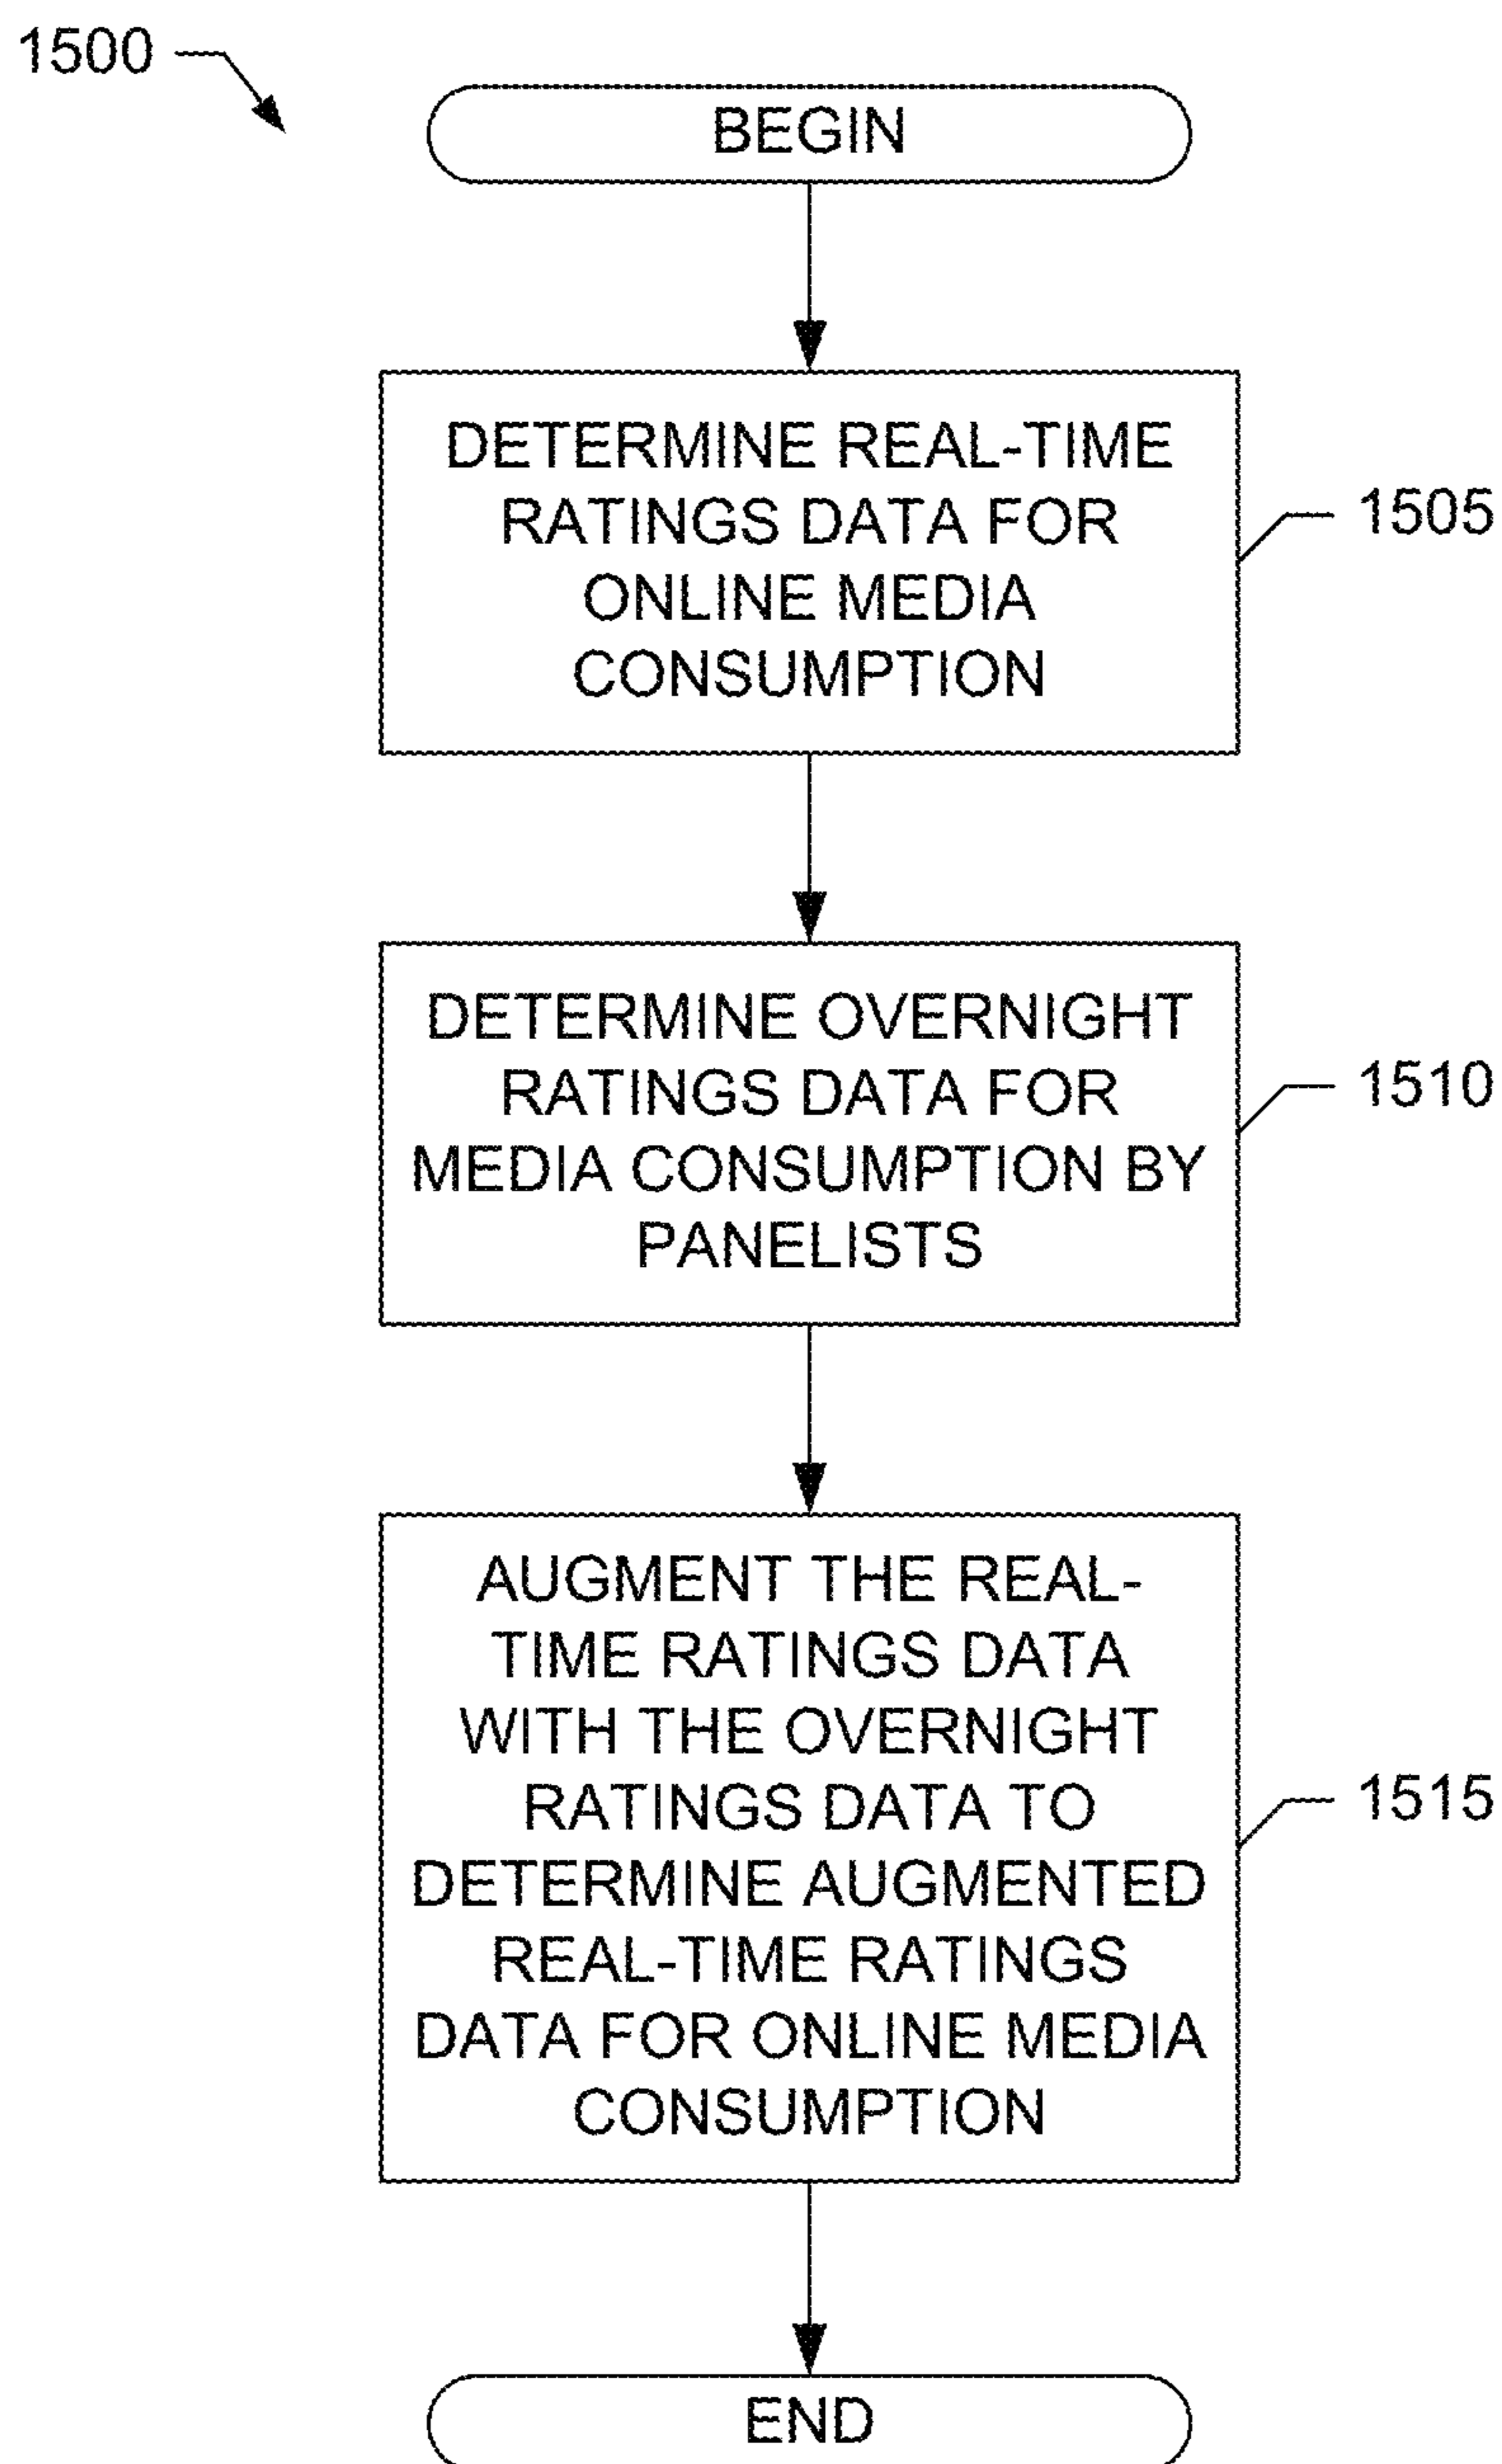 1500
BEGIN
DETERMINE REAL-TIME
RATINGS DATA FOR
ONLINE MEDIA
CONSUMPTION
1505
DETERMINE OVERNIGHT
RATINGS DATA FOR
MEDIA CONSUMPTION BY
PANELISTS
1510
AUGMENT THE REAL-
TIME RATINGS DATA
WITH THE OVERNIGHT
RATINGS DATA TO
DETERMINE AUGMENTED
REAL-TIME RATINGS
DATA FOR ONLINE MEDIA
CONSUMPTION
1515
END